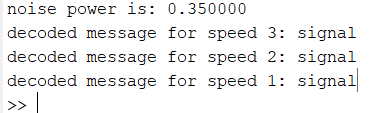 noise power is: 0.350000
decoded message for speed 3: signal
decoded message for speed 2: signal
decoded message for speed 1: signal
>>